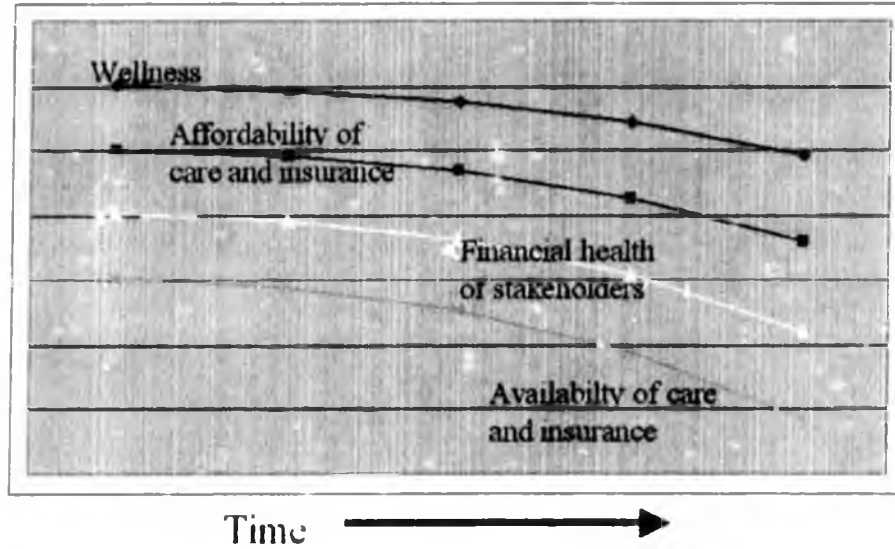 Wellness
Affordability of
care and insurance
Financial health
of stakeholders
Availabilty of care
and insurance
Time